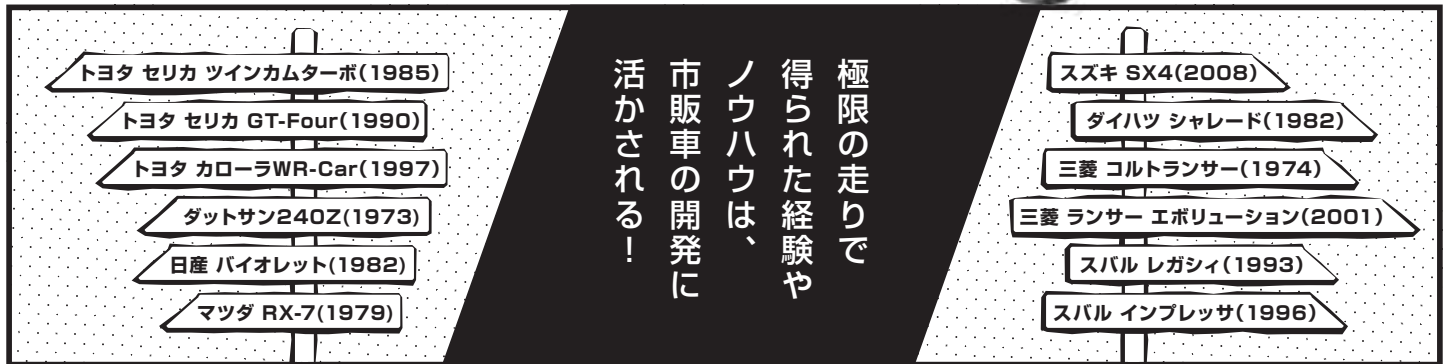 トヨタ セリカ ツインカムターボ(1985)
トヨタ セリカ GT-Four(1990)
トヨタ カローラWR-Car(1997)
ダットサン240Z(1973)
日産 バイオレット(1982)
マツダ RX-7(1979)
極限の走りで
得られた経験や
ノウハウは、
市販車の開発に
活かされる!
スズキ SX4(2008)
ダイハツ シャレード(1982)
三菱 コルトランサー(1974)
三菱 ランサー エボリューション(2001)
スバル レガシィ(1993)
スバル インプレッサ(1996)